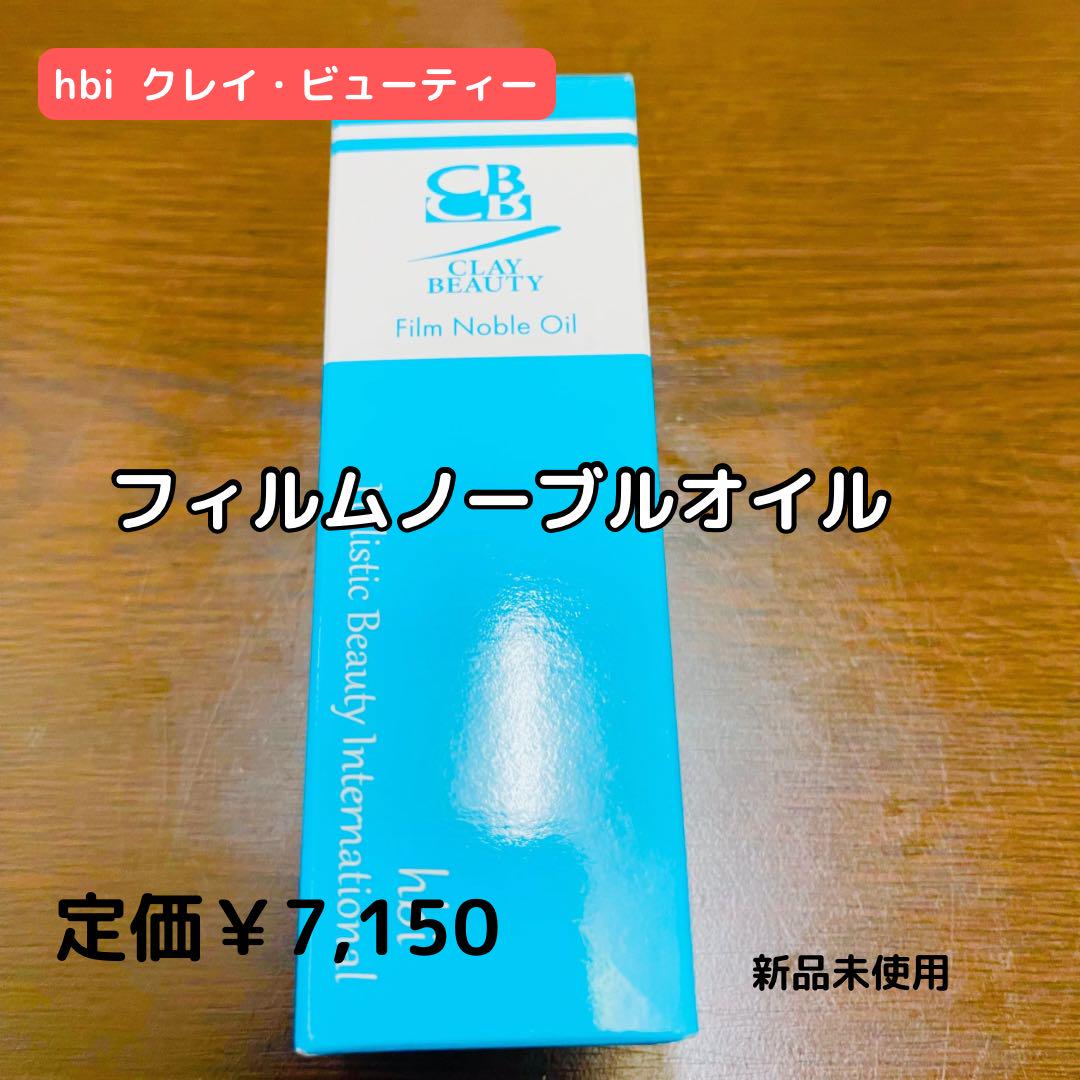 hbi クレイ・ビューティー
CB
CLAY
BEAUTY
Film Noble Oil
フィルムノーブルオイル
listic Beauty International
hbi
定価¥7,150
新品未使用